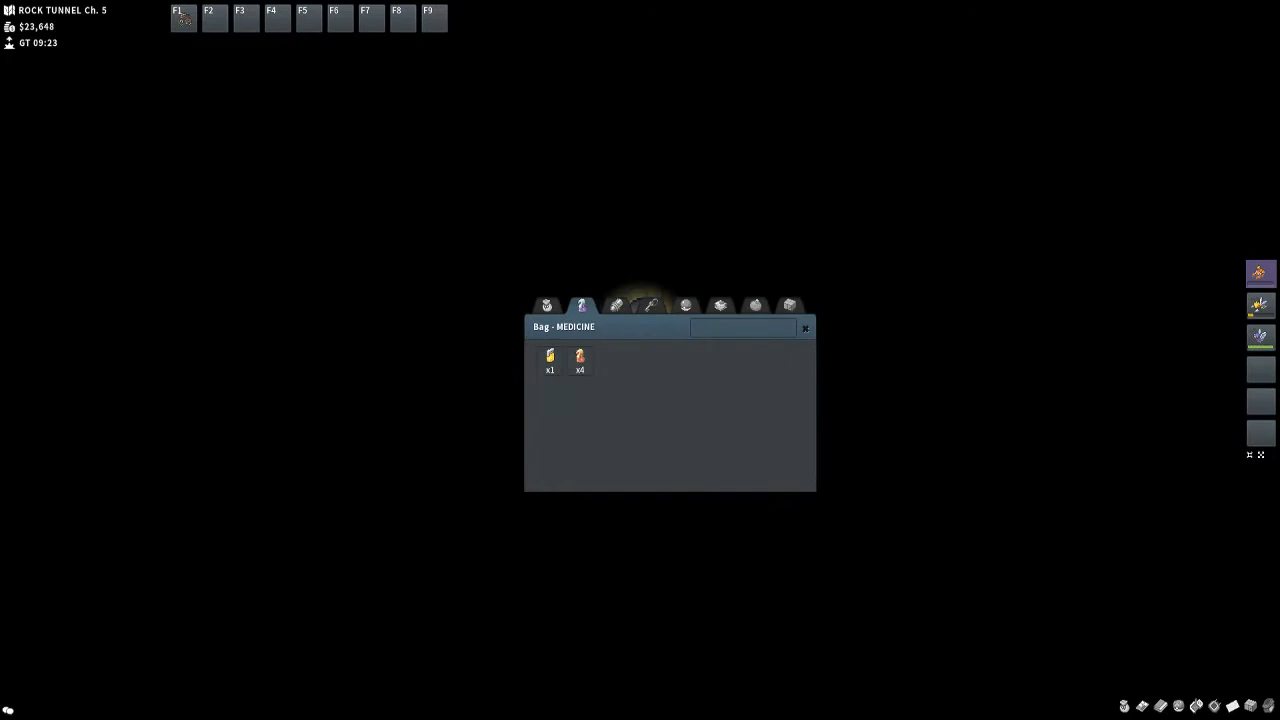 ROCK TUNNEL Ch. 5
$23,648
GT 09:23
F1 F2 F3 F4 F5 F6 F7 F8 F9
Bag - MEDICINE
x1 x4